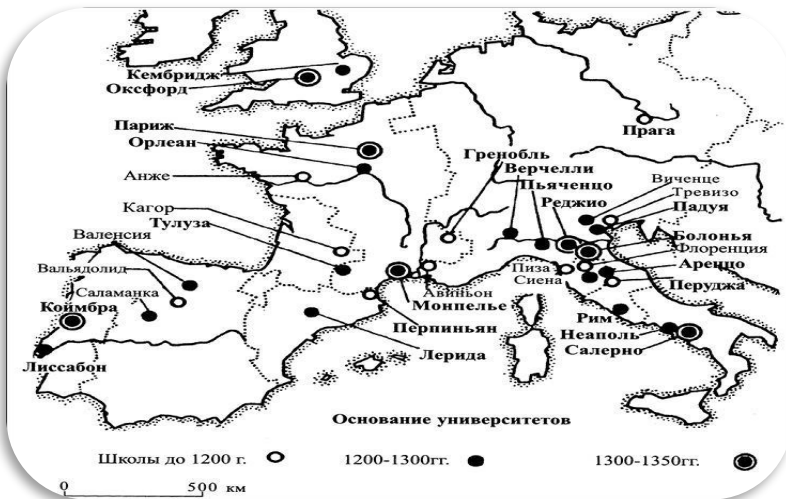 Кембридж
Оксфорд
Париж
Орлеан
Анже
Кагор
Тулуза
Валенсия
Вальядолид
Саламанка
Коймбра
Лиссабон
Прага
Гренобль
Верчелли
Пьяченцо
Реджио
Виченце
Тревизо
Падуя
Болонья
Флоренция
Ареццо
Перуджа
Пиза
Сиена
Авиньон
Монпелье
Перпиньян
Лерида
Рим
Неаполь
Салерно
Основание университетов
Школы до 1200 г. 1200-1300гг. 1300-1350гг.
0 500 км